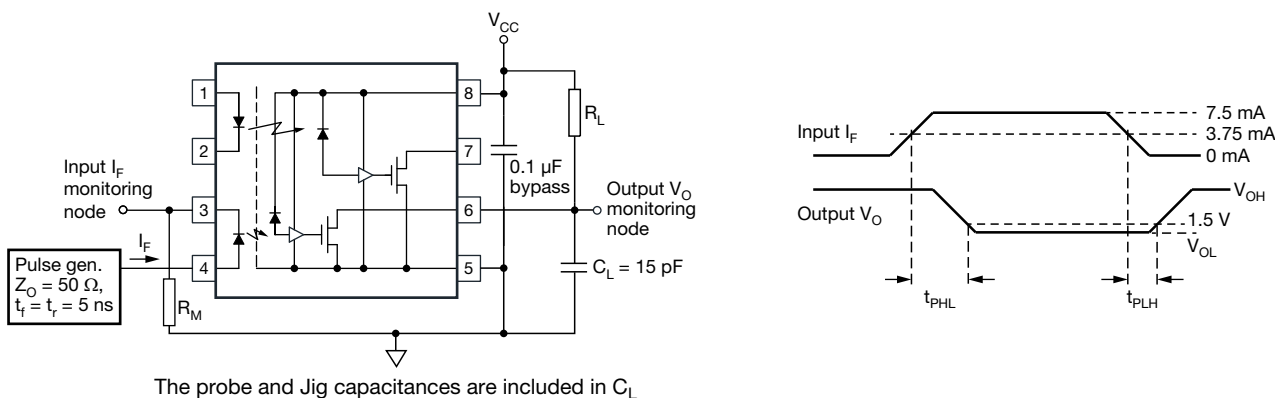 V_CC
1
2
3
4
8
7
6
5
R_L
0.1 µF
bypass
Input I_F
monitoring
node
Output V_O
monitoring
node
I_F
Pulse gen.
Z_O = 50 Ω,
t_f = t_r = 5 ns
R_M
C_L = 15 pF
The probe and Jig capacitances are included in C_L
Input I_F
7.5 mA
3.75 mA
0 mA
Output V_O
V_OH
1.5 V
V_OL
t_PHL
t_PLH